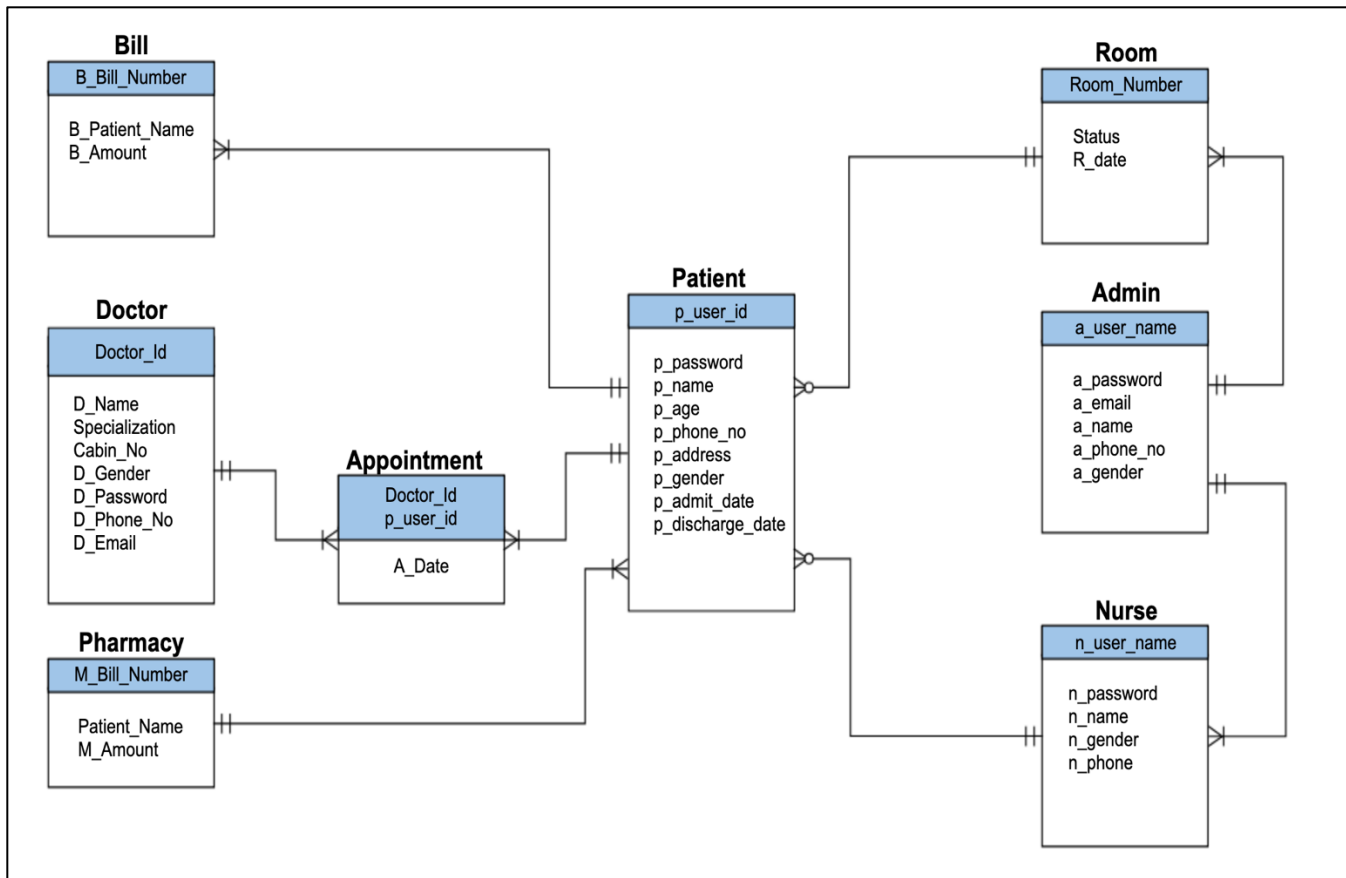 Bill
B_Bill_Number
B_Patient_Name
B_Amount
Doctor
Doctor_Id
D_Name
Specialization
Cabin_No
D_Gender
D_Password
D_Phone_No
D_Email
Appointment
Doctor_Id
p_user_id
A_Date
Pharmacy
M_Bill_Number
Patient_Name
M_Amount
Patient
p_user_id
p_password
p_name
p_age
p_phone_no
p_address
p_gender
p_admit_date
p_discharge_date
Room
Room_Number
Status
R_date
Admin
a_user_name
a_password
a_email
a_name
a_phone_no
a_gender
Nurse
n_user_name
n_password
n_name
n_gender
n_phone